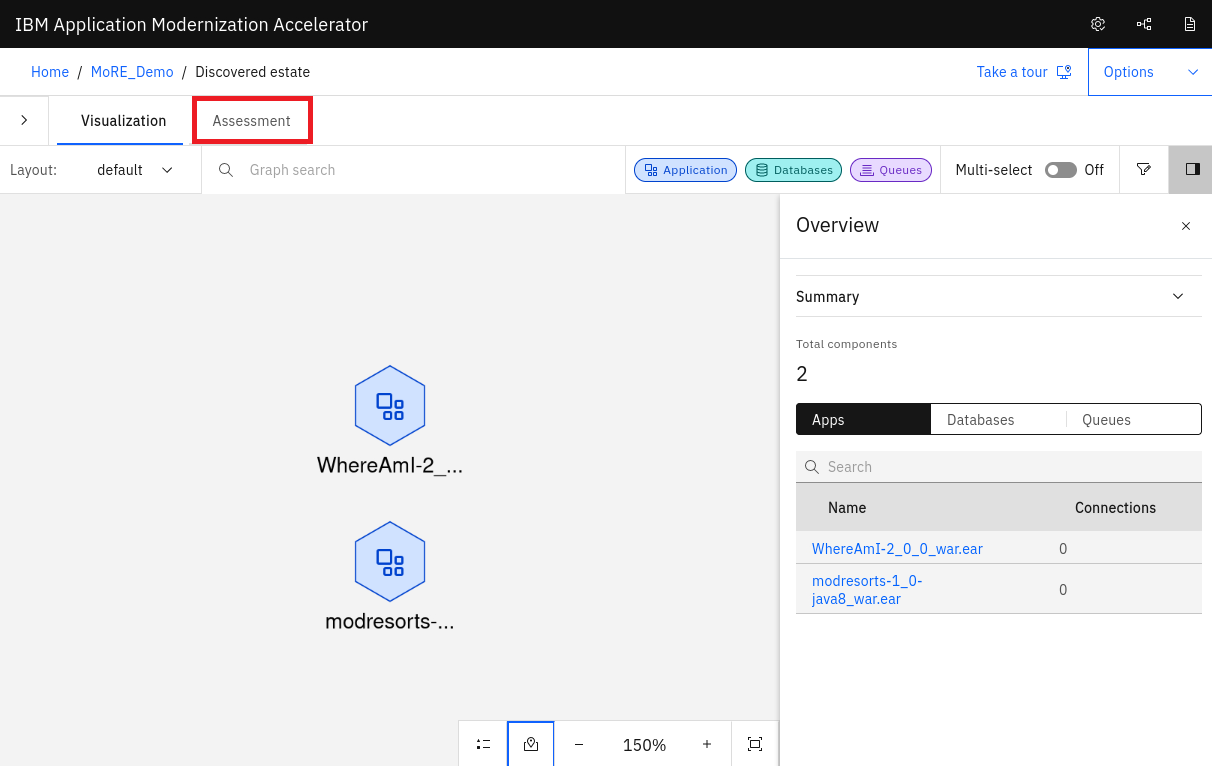 IBM Application Modernization Accelerator
Home / MoRE_Demo / Discovered estate
Take a tour
Options
Visualization
Assessment
Layout: default
Graph search
Application
Databases
Queues
Multi-select
Off
Overview
Summary
Total components
2
Apps
Databases
Queues
Search
Name Connections
WhereAmI-2_0_0_war.ear 0
modresorts-1_0-
java8_war.ear 0
WhereAmI-2_...
modresorts-...
150%